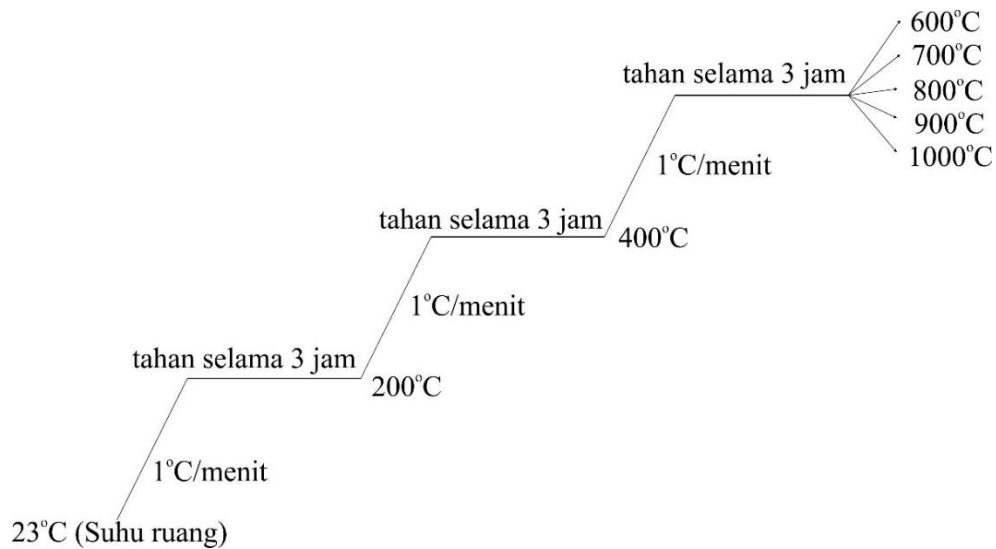 600°C
700°C
tahan selama 3 jam
800°C
900°C
1000°C
1°C/menit
tahan selama 3 jam
400°C
1°C/menit
tahan selama 3 jam
200°C
1°C/menit
23°C (Suhu ruang)